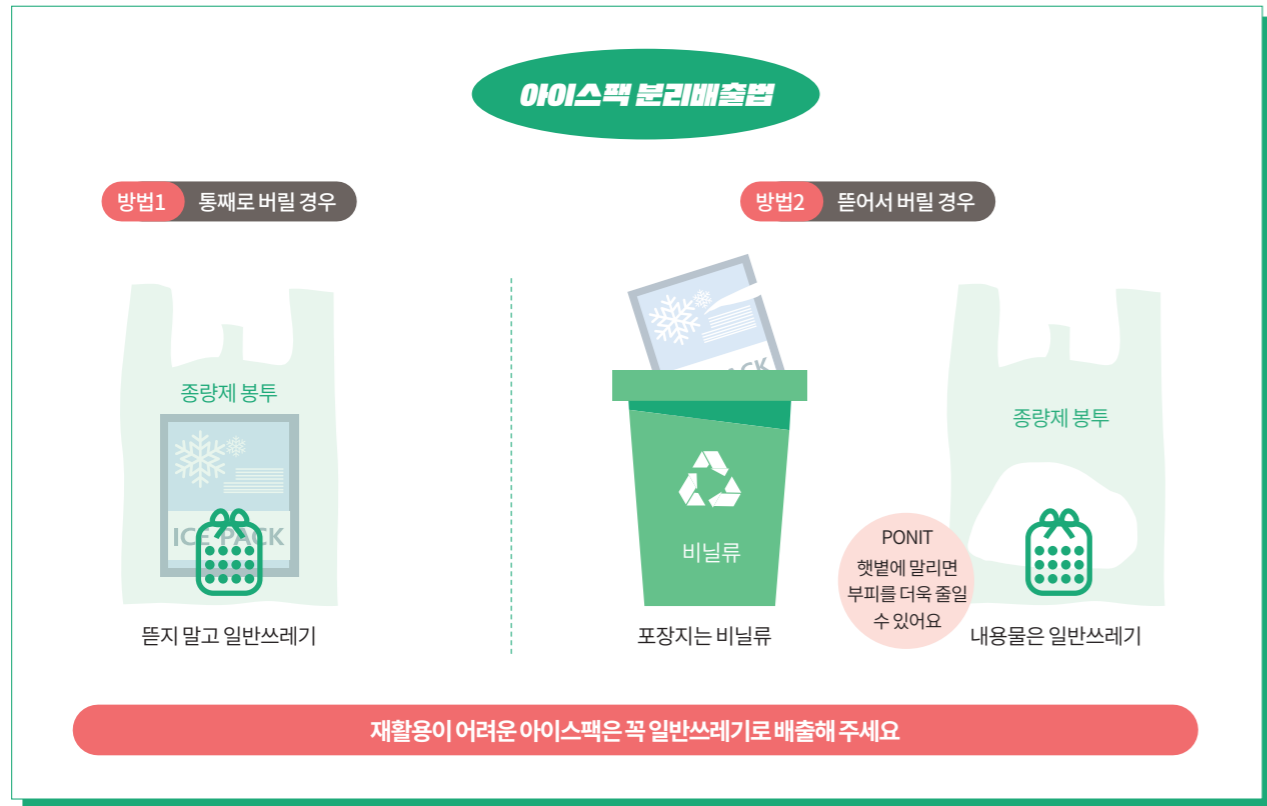 아이스팩 분리배출법
방법1 통째로 버릴 경우
종량제 봉투
ICE PACK
뜯지 말고 일반쓰레기
방법2 뜯어서 버릴 경우
PACK
비닐류
포장지는 비닐류
종량제 봉투
PONIT
햇볕에 말리면
부피를 더욱 줄일
수 있어요
내용물은 일반쓰레기
재활용이 어려운 아이스팩은 꼭 일반쓰레기로 배출해 주세요